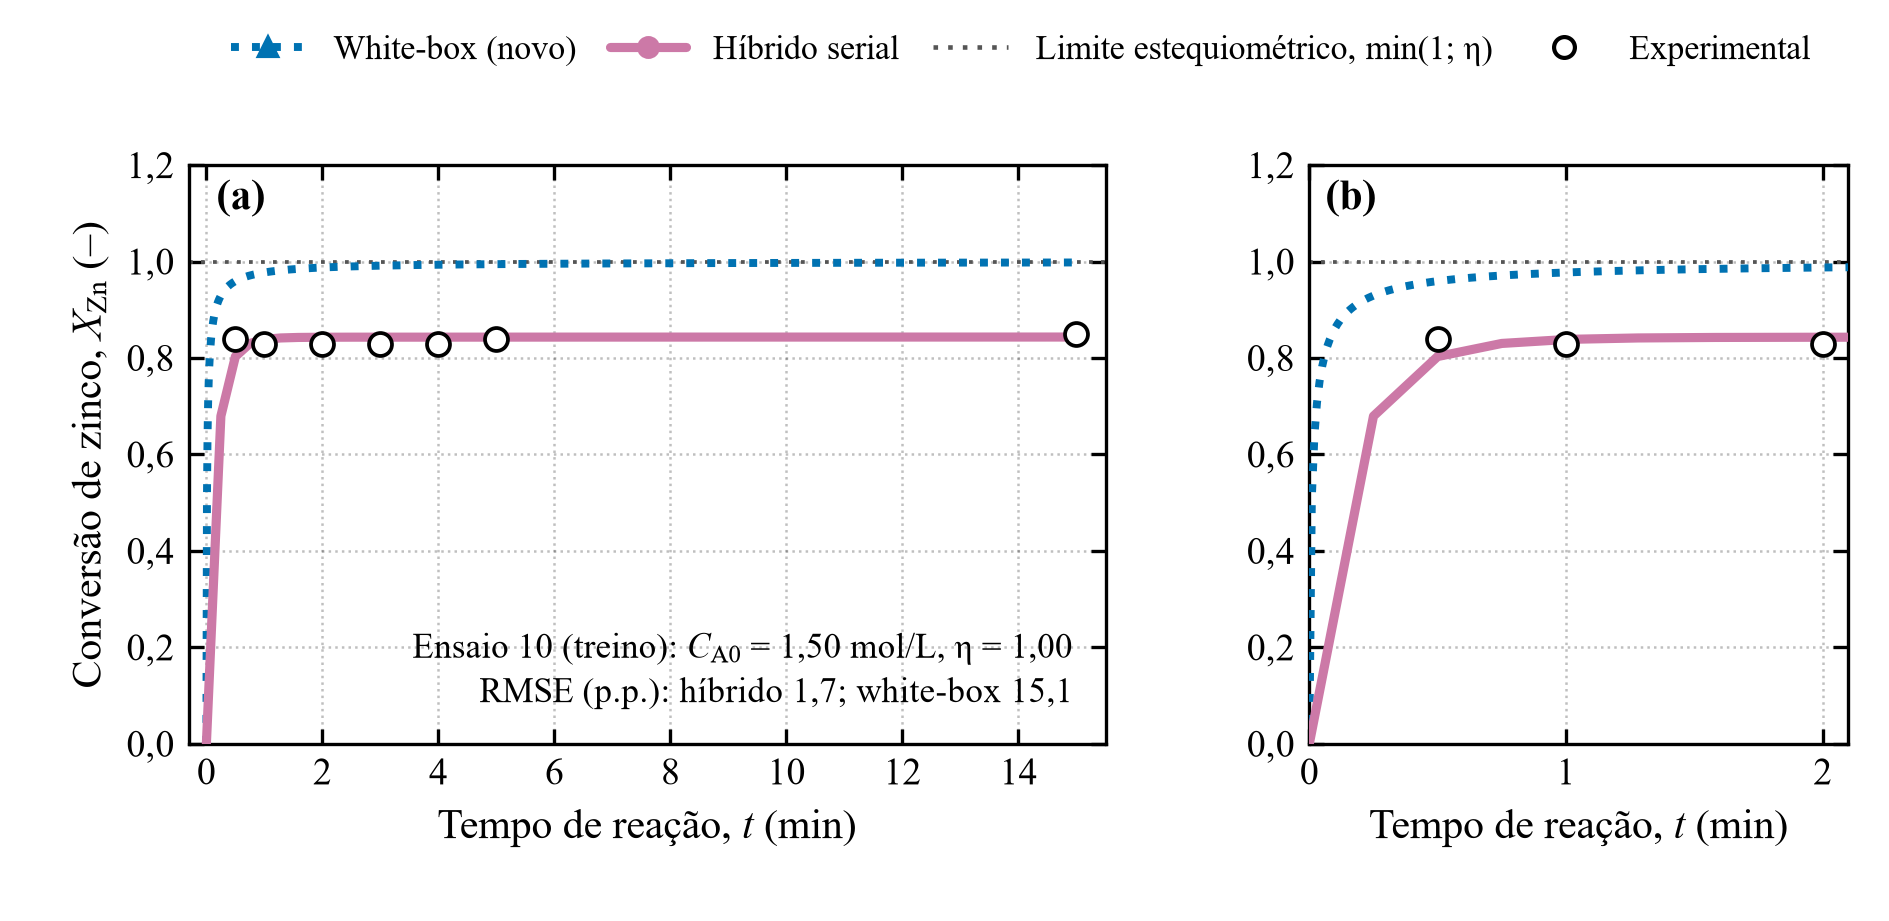 White-box (novo) Híbrido serial Limite estequiométrico, min(1; η) Experimental
(a)
Conversão de zinco, XZn (−)
1,2
1,0
0,8
0,6
0,4
0,2
0,0
Ensaio 10 (treino): CA0 = 1,50 mol/L, η = 1,00
RMSE (p.p.): híbrido 1,7; white-box 15,1
0 2 4 6 8 10 12 14
Tempo de reação, t (min)
(b)
1,2
1,0
0,8
0,6
0,4
0,2
0,0
0 1 2
Tempo de reação, t (min)